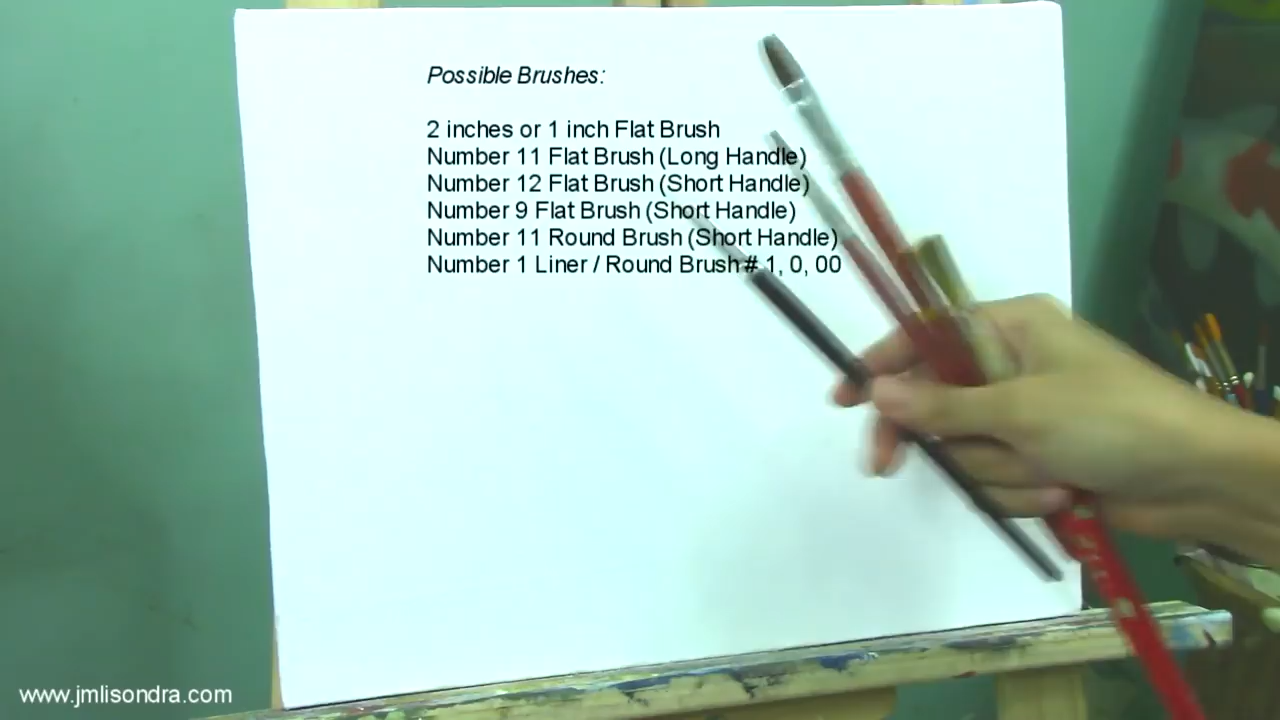 Possible Brushes:
2 inches or 1 inch Flat Brush
Number 11 Flat Brush (Long Handle)
Number 12 Flat Brush (Short Handle)
Number 9 Flat Brush (Short Handle)
Number 11 Round Brush (Short Handle)
Number 1 Liner / Round Brush # 1, 0, 00
www.jmlisondra.com